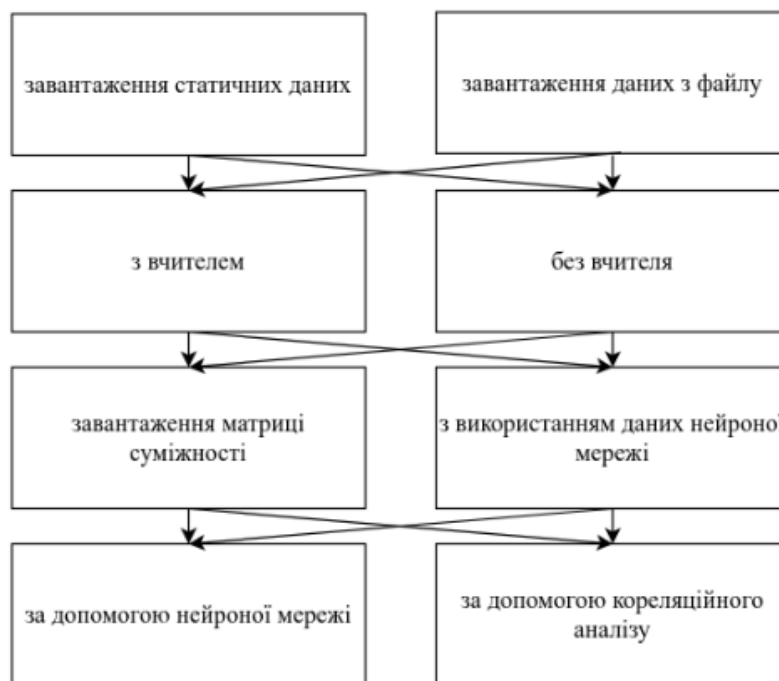 завантаження статичних даних
завантаження даних з файлу
з вчителем
без вчителя
завантаження матриці
суміжності
з використанням даних нейроної
мережі
за допомогою нейроної мережі
за допомогою кореляційного
аналізу